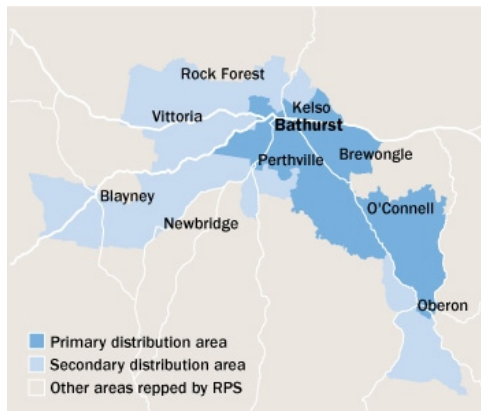 Rock Forest
Kelso
Vittoria
Bathurst
Perthville
Brewongle
Blayney
O'Connell
Newbridge
Oberon
Primary distribution area
Secondary distribution area
Other areas repped by RPS